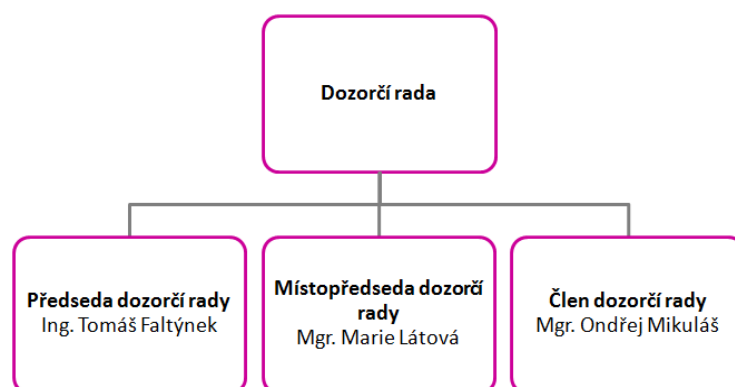 Dozorčí rada
Předseda dozorčí rady
Ing. Tomáš Faltýnek
Místopředseda dozorčí
rady
Mgr. Marie Látová
Člen dozorčí rady
Mgr. Ondřej Mikuláš